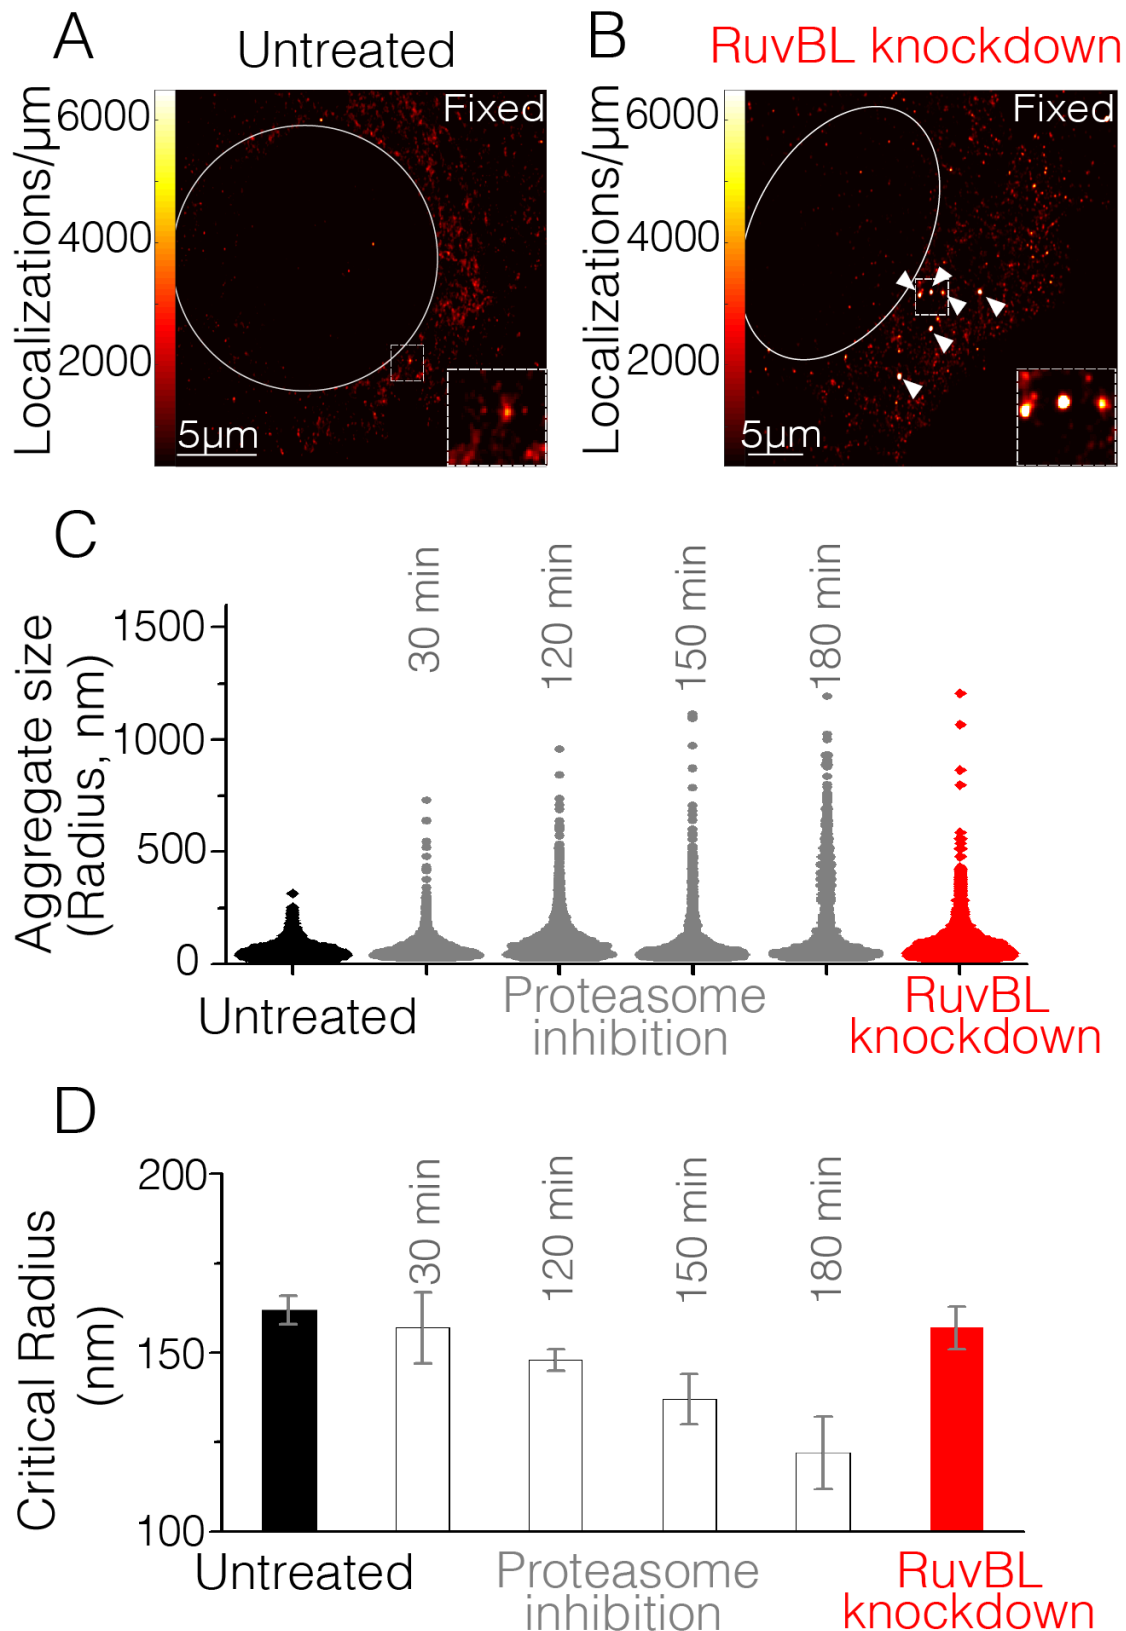 A
Untreated
Localizations/µm
6000
4000
2000
Fixed
5µm
B
RuvBL knockdown
Localizations/µm
6000
4000
2000
Fixed
5µm
C
Aggregate size
(Radius, nm)
1500
1000
500
0
30 min
120 min
150 min
180 min
Untreated
Proteasome
inhibition
RuvBL
knockdown
D
Critical Radius
(nm)
200
150
100
30 min
120 min
150 min
180 min
Untreated
Proteasome
inhibition
RuvBL
knockdown